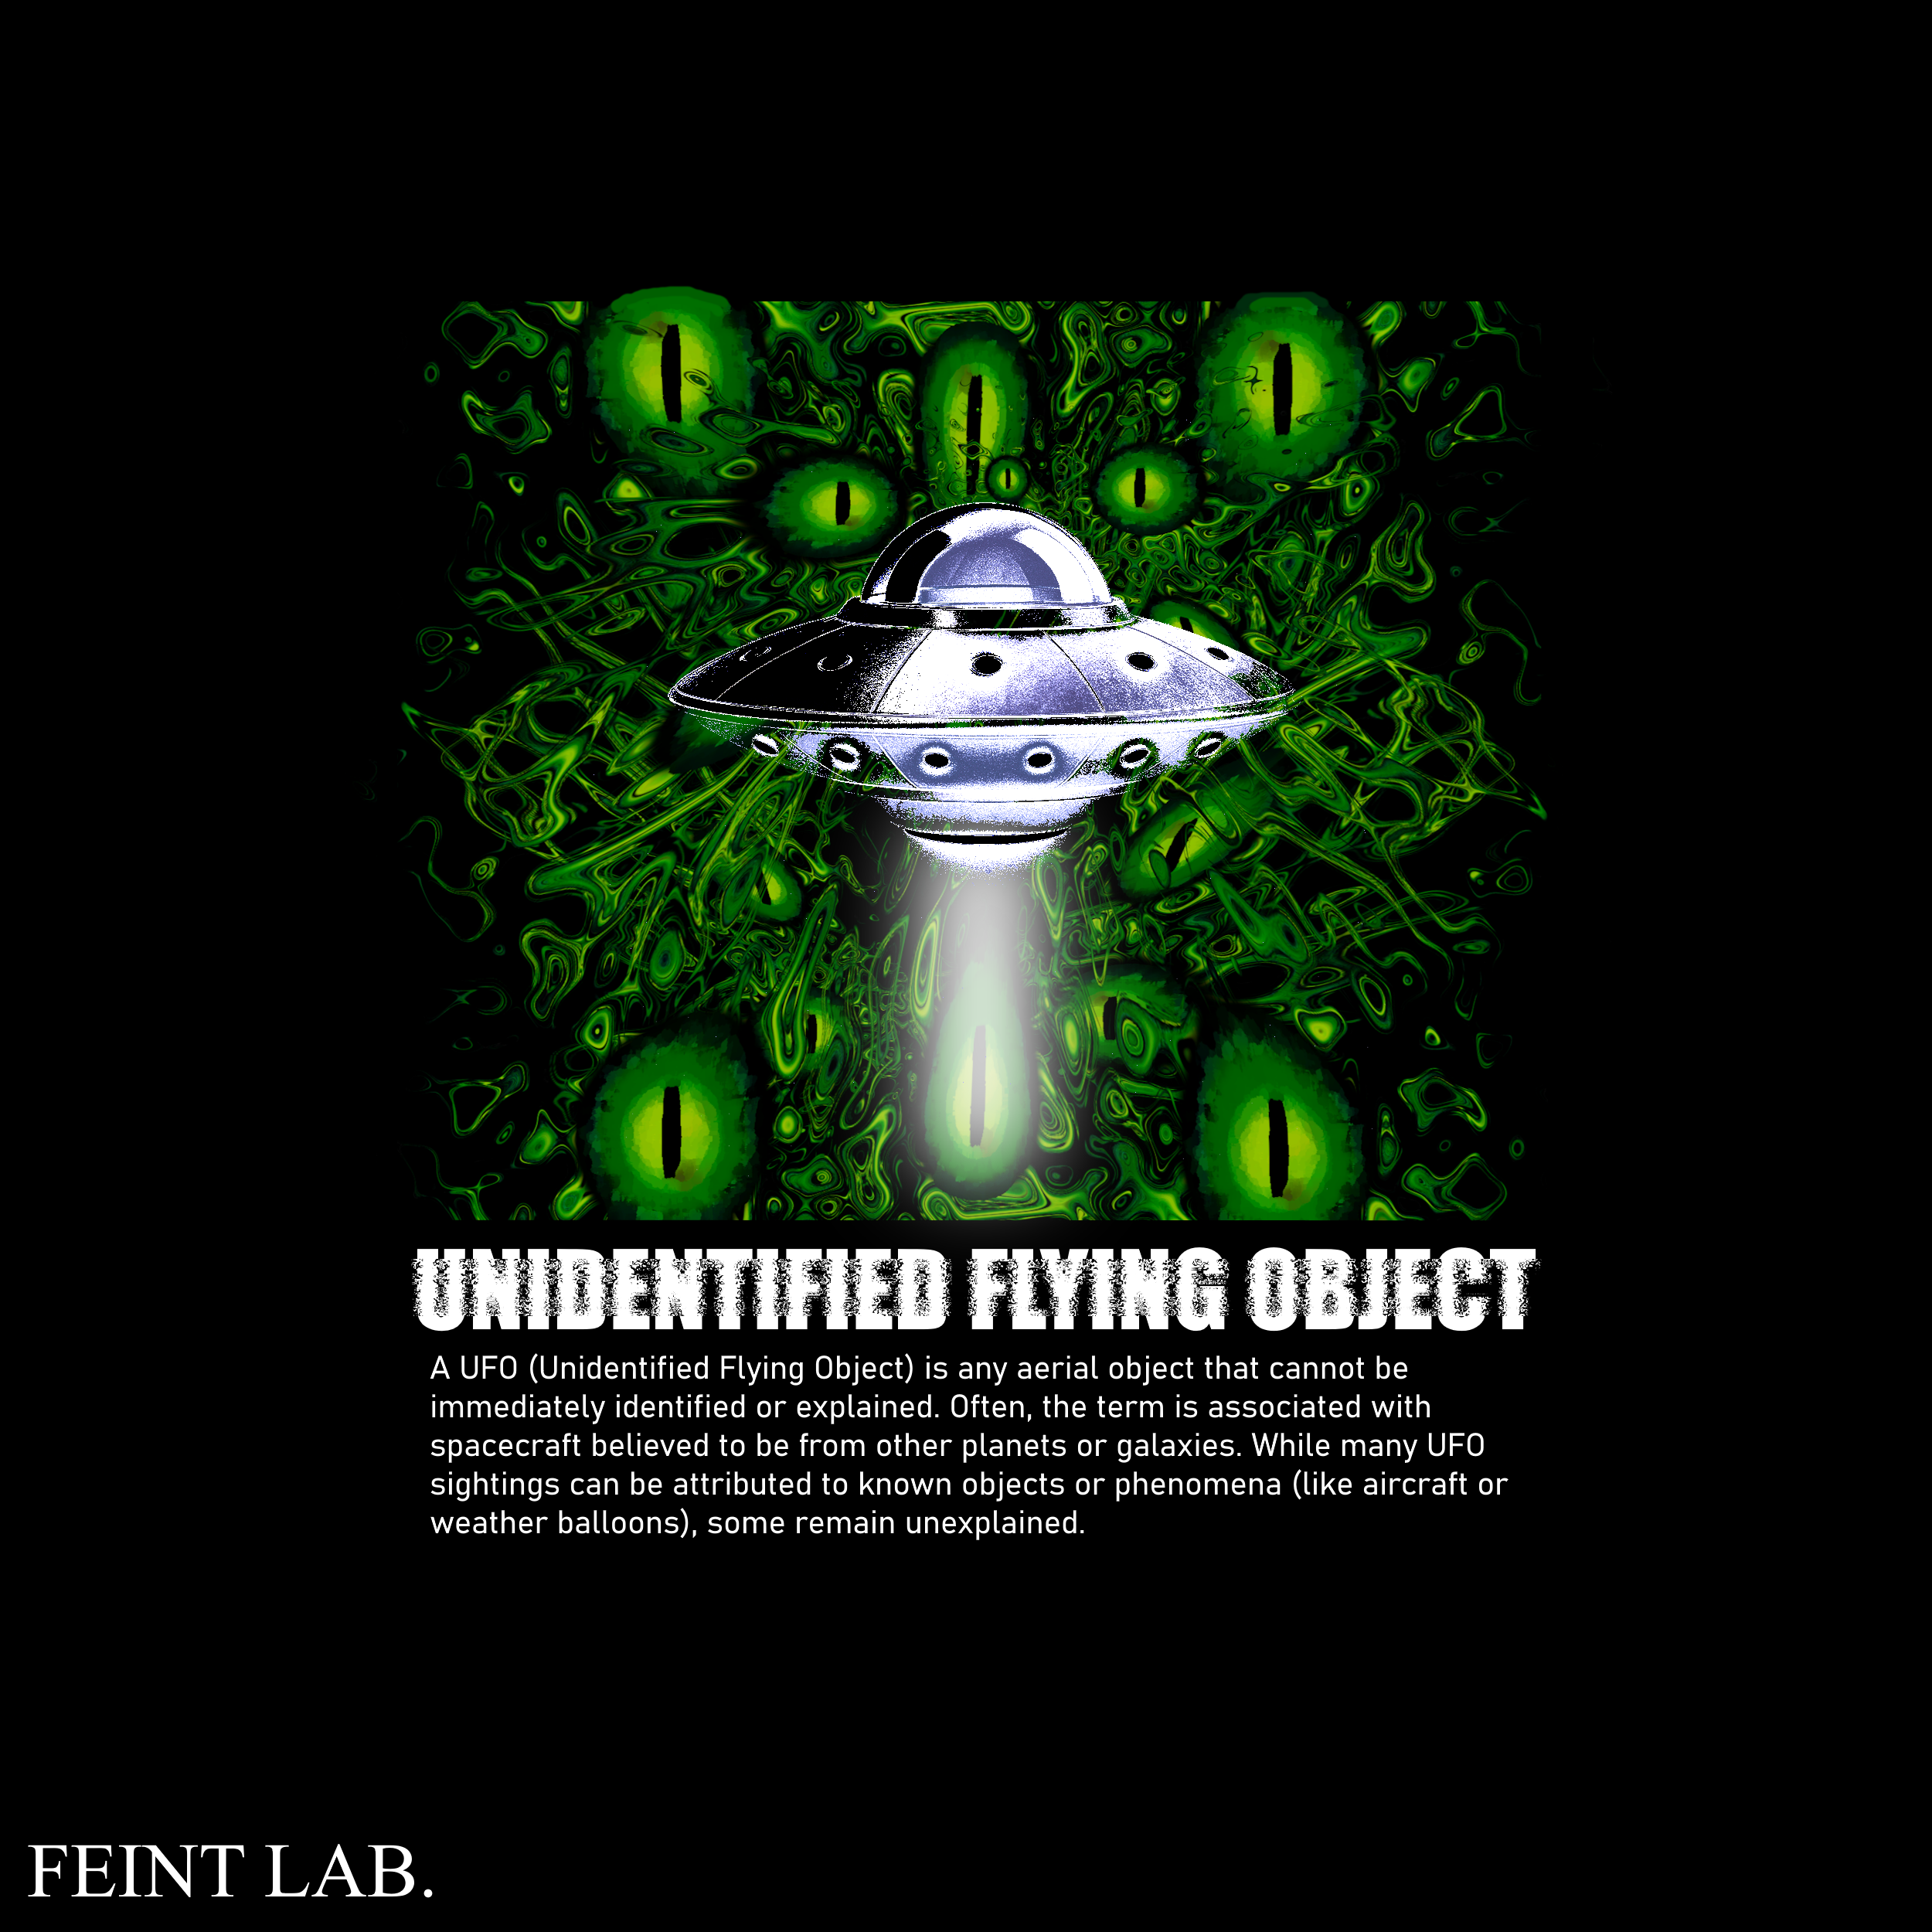 UNIDENTIFIED FLYING OBJECT
A UFO (Unidentified Flying Object) is any aerial object that cannot be
immediately identified or explained. Often, the term is associated with
spacecraft believed to be from other planets or galaxies. While many UFO
sightings can be attributed to known objects or phenomena (like aircraft or
weather balloons), some remain unexplained.
FEINT LAB.